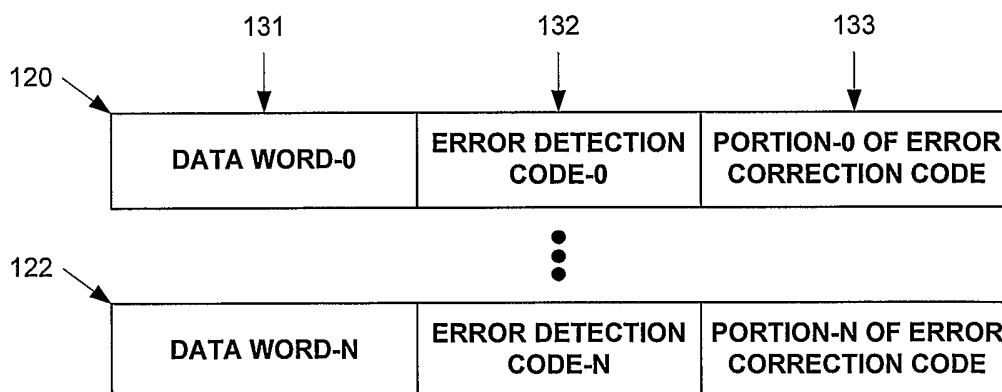 131 132 133
120
DATA WORD-0 ERROR DETECTION CODE-0 PORTION-0 OF ERROR CORRECTION CODE
122
DATA WORD-N ERROR DETECTION CODE-N PORTION-N OF ERROR CORRECTION CODE